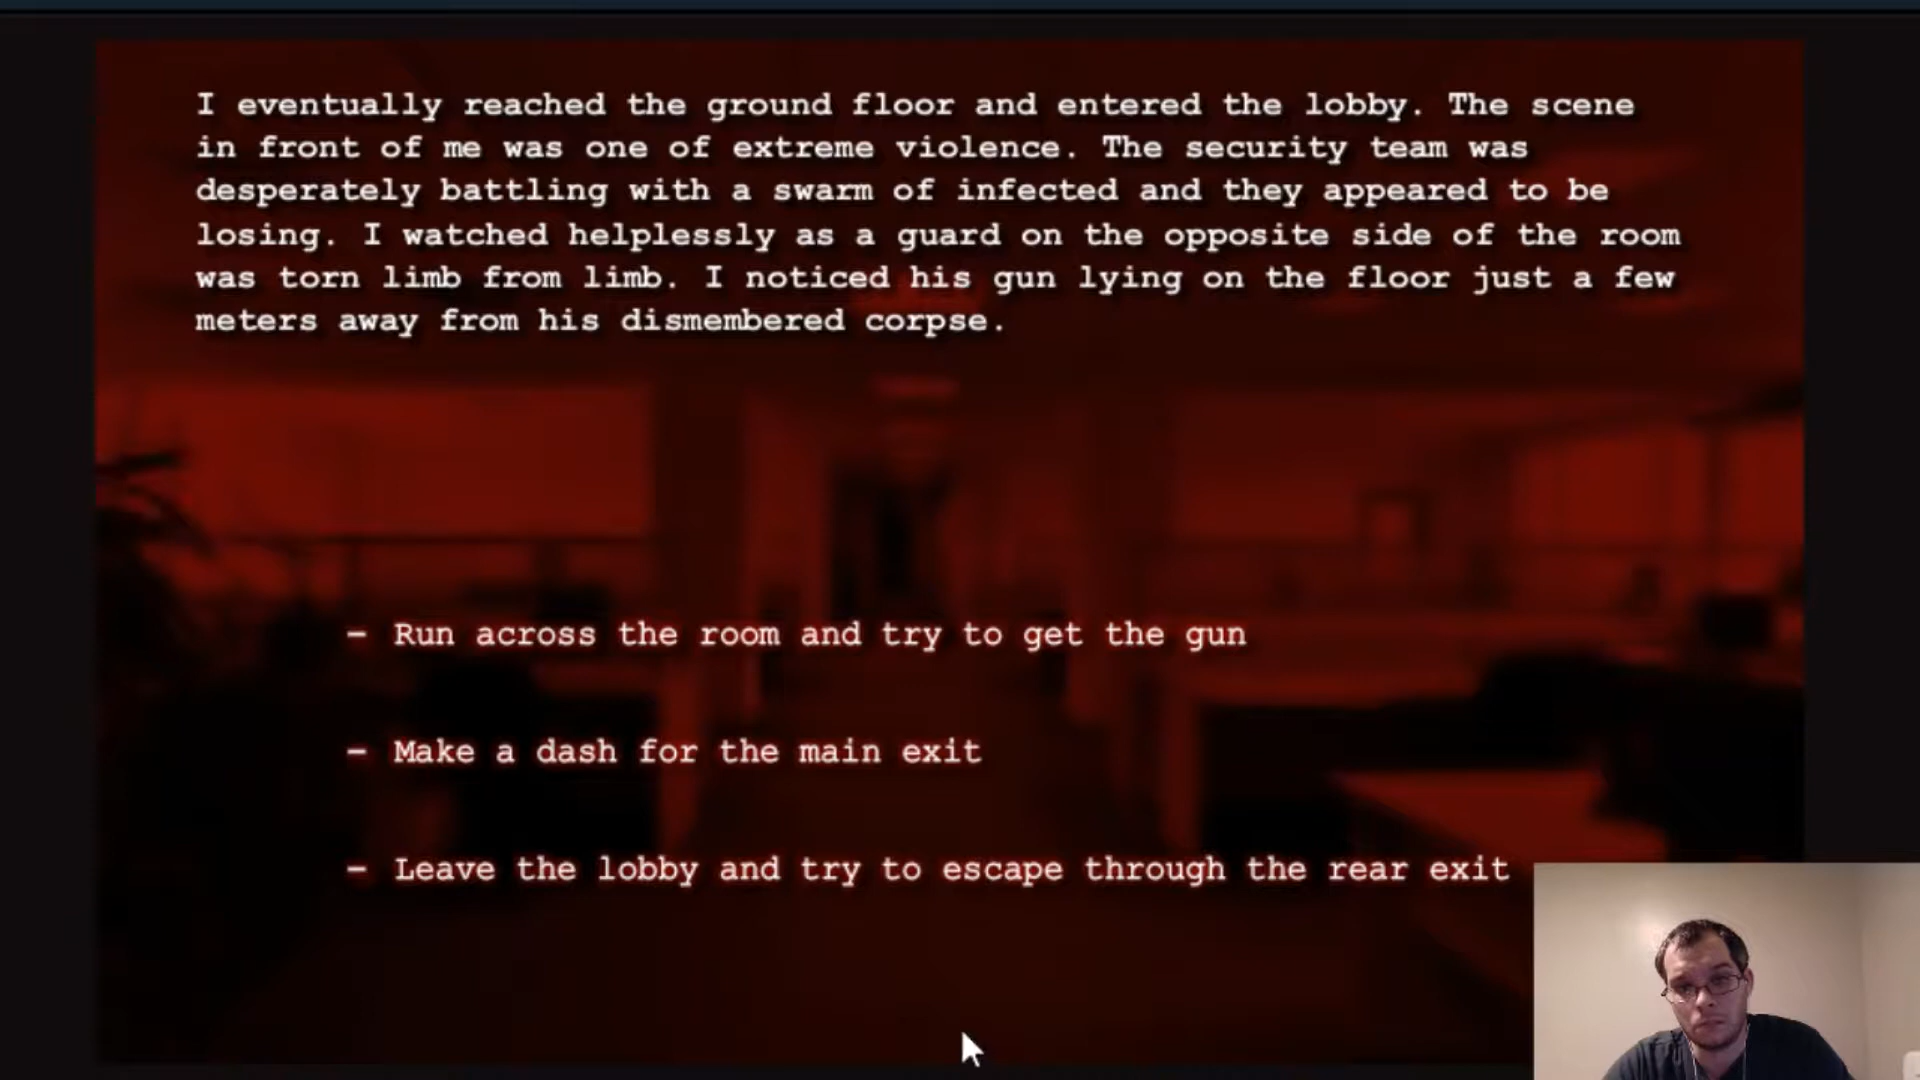 I eventually reached the ground floor and entered the lobby. The scene
in front of me was one of extreme violence. The security team was
desperately battling with a swarm of infected and they appeared to be
losing. I watched helplessly as a guard on the opposite side of the room
was torn limb from limb. I noticed his gun lying on the floor just a few
meters away from his dismembered corpse.
- Run across the room and try to get the gun
- Make a dash for the main exit
- Leave the lobby and try to escape through the rear exit